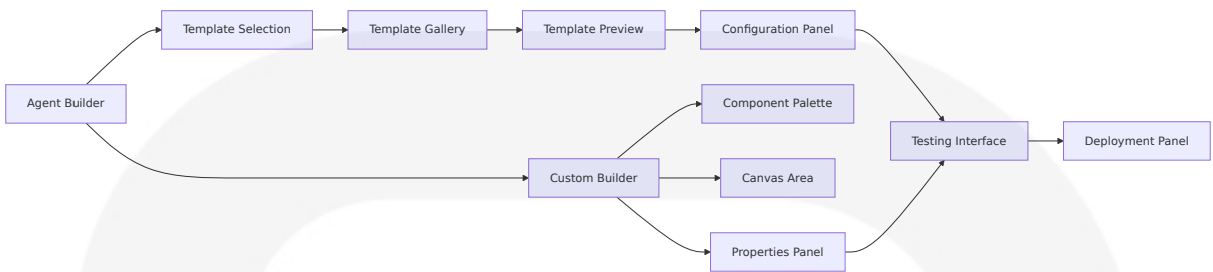 Template Selection
Template Gallery
Template Preview
Configuration Panel
Agent Builder
Component Palette
Testing Interface
Deployment Panel
Custom Builder
Canvas Area
Properties Panel